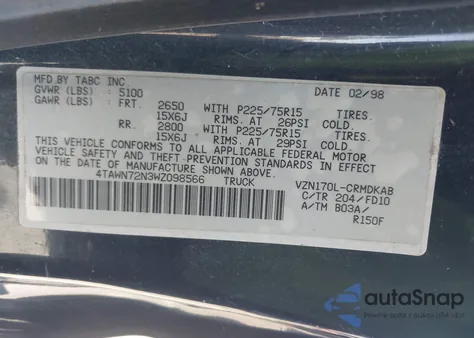 MFD BY TABC INC. DATE 02/98
GVWR (LBS) : 5100
GAWR (LBS) : FRT. 2650 WITH P225/75R15 TIRES.
15X6J RIMS. AT 26PSI COLD.
RR. 2800 WITH P225/75R15 TIRES.
15X6J RIMS. AT 29PSI COLD.
THIS VEHICLE CONFORMS TO ALL APPLICABLE FEDERAL MOTOR
VEHICLE SAFETY AND THEFT PREVENTION STANDARDS IN EFFECT
ON THE DATE OF MANUFACTURE SHOWN ABOVE.
4TAWN72N3WZ098566 TRUCK VZN170L-CRMDKAB
C/TR 204/FD10
A/TM B03A/
R150F
autoSnap